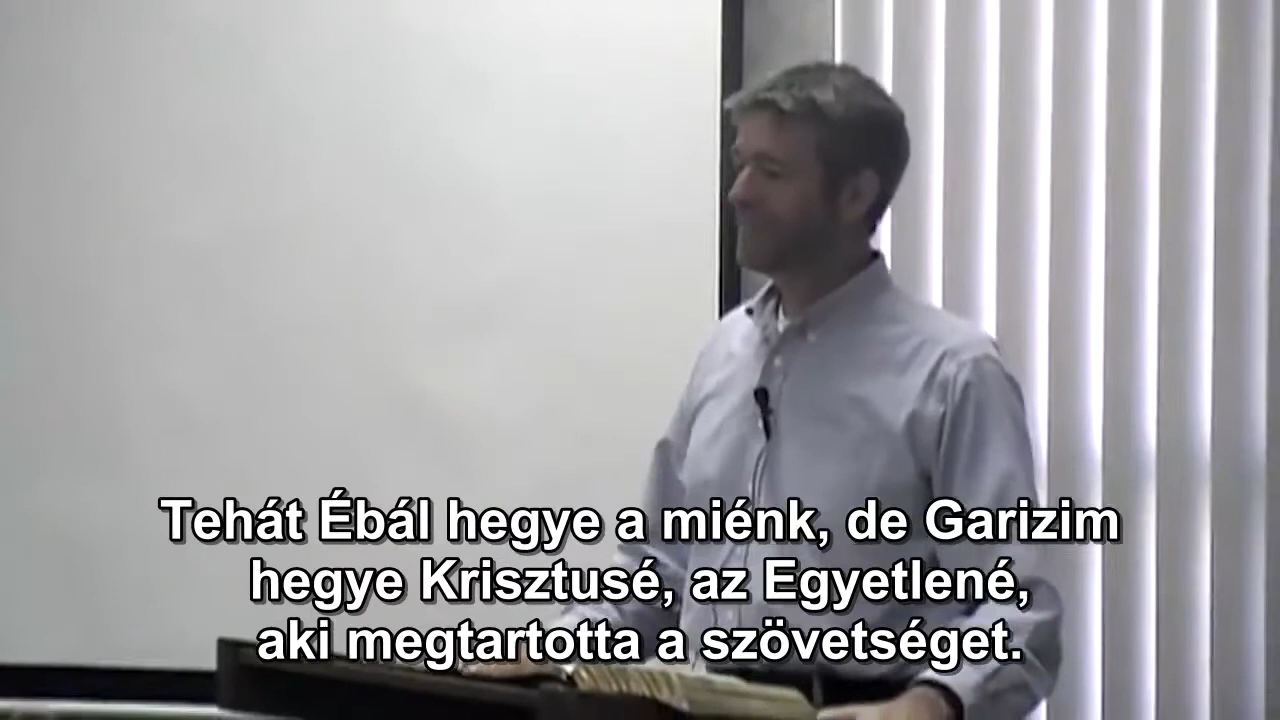 Tehát Ébál hegye a miénk, de Garizim
hegye Krisztusé, az Egyetlené,
aki megtartotta a szövetséget.